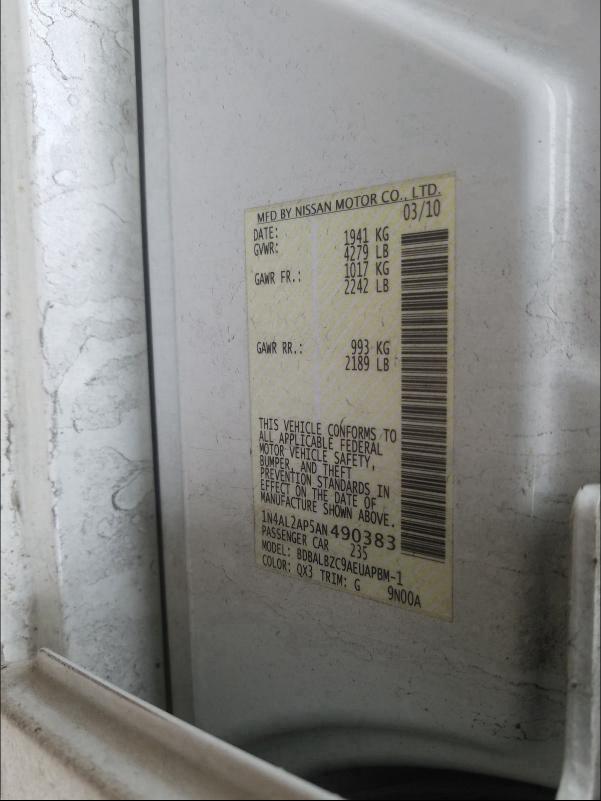 MFD BY NISSAN MOTOR CO., LTD.
DATE: 03/10
GVWR: 1941 KG
4279 LB
GAWR FR.: 1017 KG
2242 LB
GAWR RR.: 993 KG
2189 LB
THIS VEHICLE CONFORMS TO
ALL APPLICABLE FEDERAL
MOTOR VEHICLE SAFETY,
BUMPER, AND THEFT
PREVENTION STANDARDS IN
EFFECT ON THE DATE OF
MANUFACTURE SHOWN ABOVE.
1N4AL2AP5AN490383
PASSENGER CAR 235
MODEL: BDBALBZC9AEUAPBM-1
COLOR: QX3 TRIM: G 9N00A